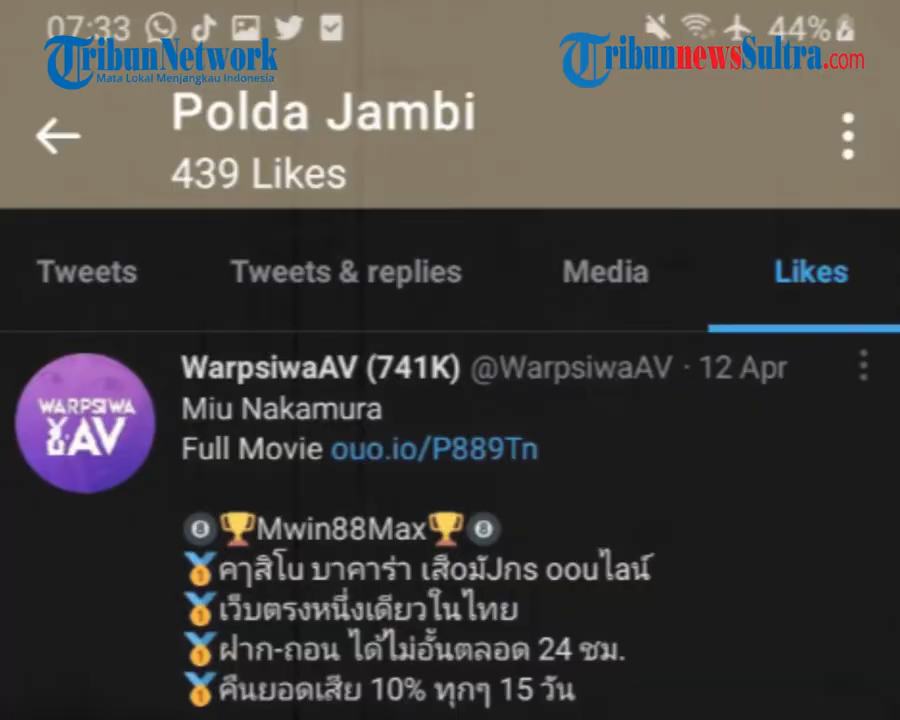 07:33
44%
TribunNetwork
Mata Lokal Menjangkau Indonesia
TribunnewsSultra.com
Polda Jambi
439 Likes
Tweets
Tweets & replies
Media
Likes
WarpsiwaAV (741K) @WarpsiwaAV · 12 Apr
WARPSIWA
AV
Miu Nakamura
Full Movie ouo.io/P889Tn
🎱🏆Mwin88Max🏆🎱
🥇คๅสิโน บาคาร่า เสือมัJกร ออนไลน์
🥇เว็บตรงหนึ่งเดียวในไทย
🥇ฝาก-ถอน ได้ไม่อั้นตลอด 24 ชม.
🥇คืนยอดเสีย 10% ทุกๆ 15 วัน